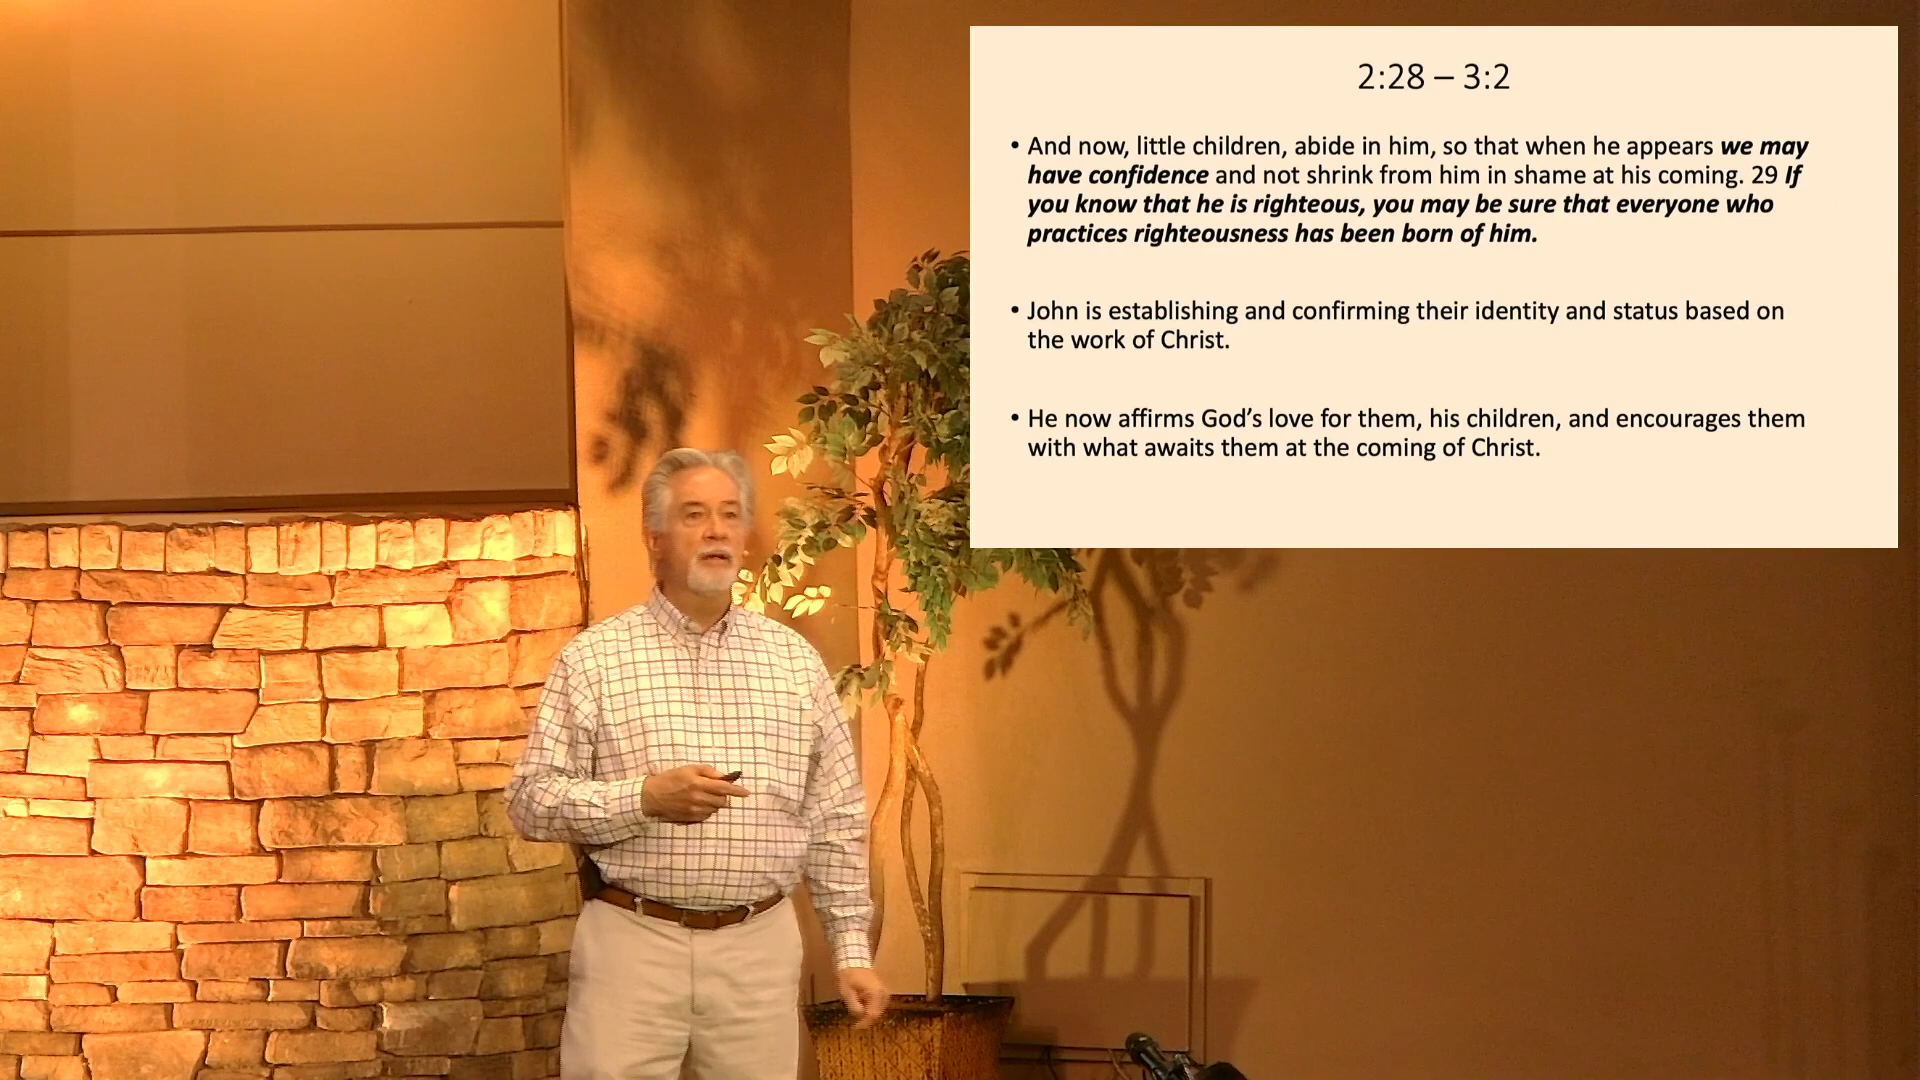 2:28 – 3:2
• And now, little children, abide in him, so that when he appears we may
have confidence and not shrink from him in shame at his coming. 29 If
you know that he is righteous, you may be sure that everyone who
practices righteousness has been born of him.
• John is establishing and confirming their identity and status based on
the work of Christ.
• He now affirms God’s love for them, his children, and encourages them
with what awaits them at the coming of Christ.